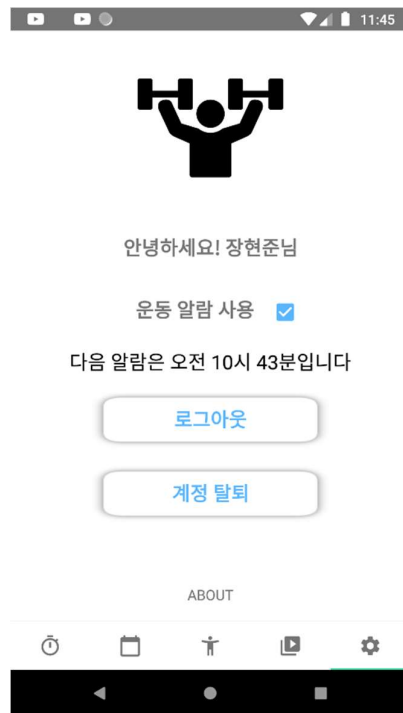 11:45
안녕하세요! 장현준님
운동 알람 사용
다음 알람은 오전 10시 43분입니다
로그아웃
계정 탈퇴
ABOUT